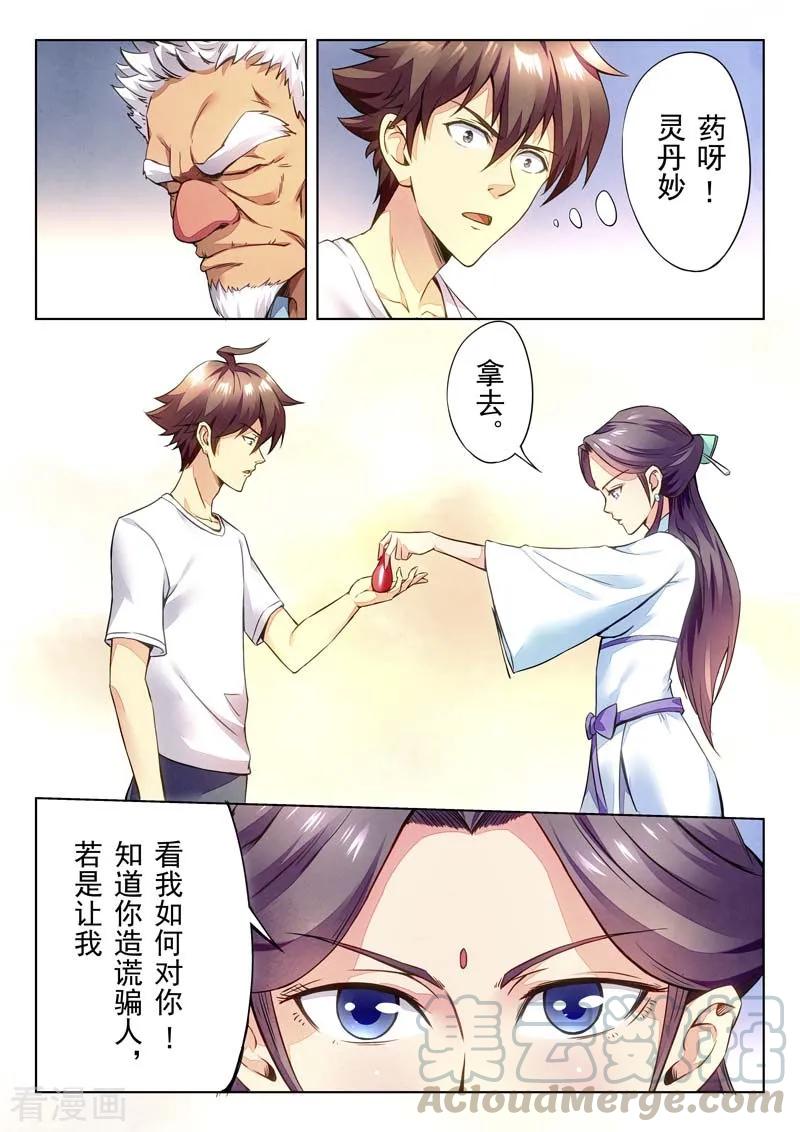 灵丹妙
药呀！
拿去。
若是让我
知道你造谎骗人，
看我如何对你！
集云数据
AcloudMerge.com
看漫画